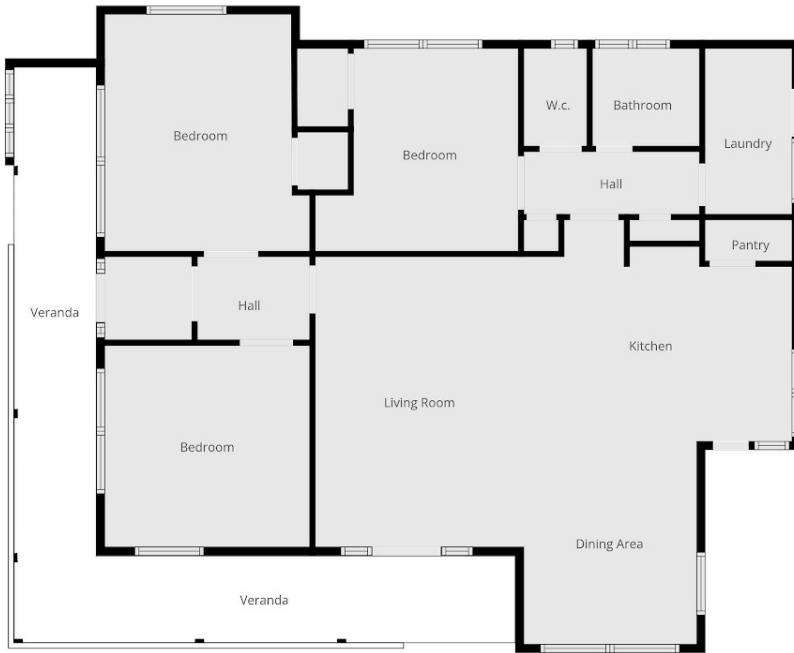 W.c.
Bathroom
Bedroom
Laundry
Bedroom
Hall
Pantry
Hall
Veranda
Kitchen
Living Room
Bedroom
Dining Area
Veranda